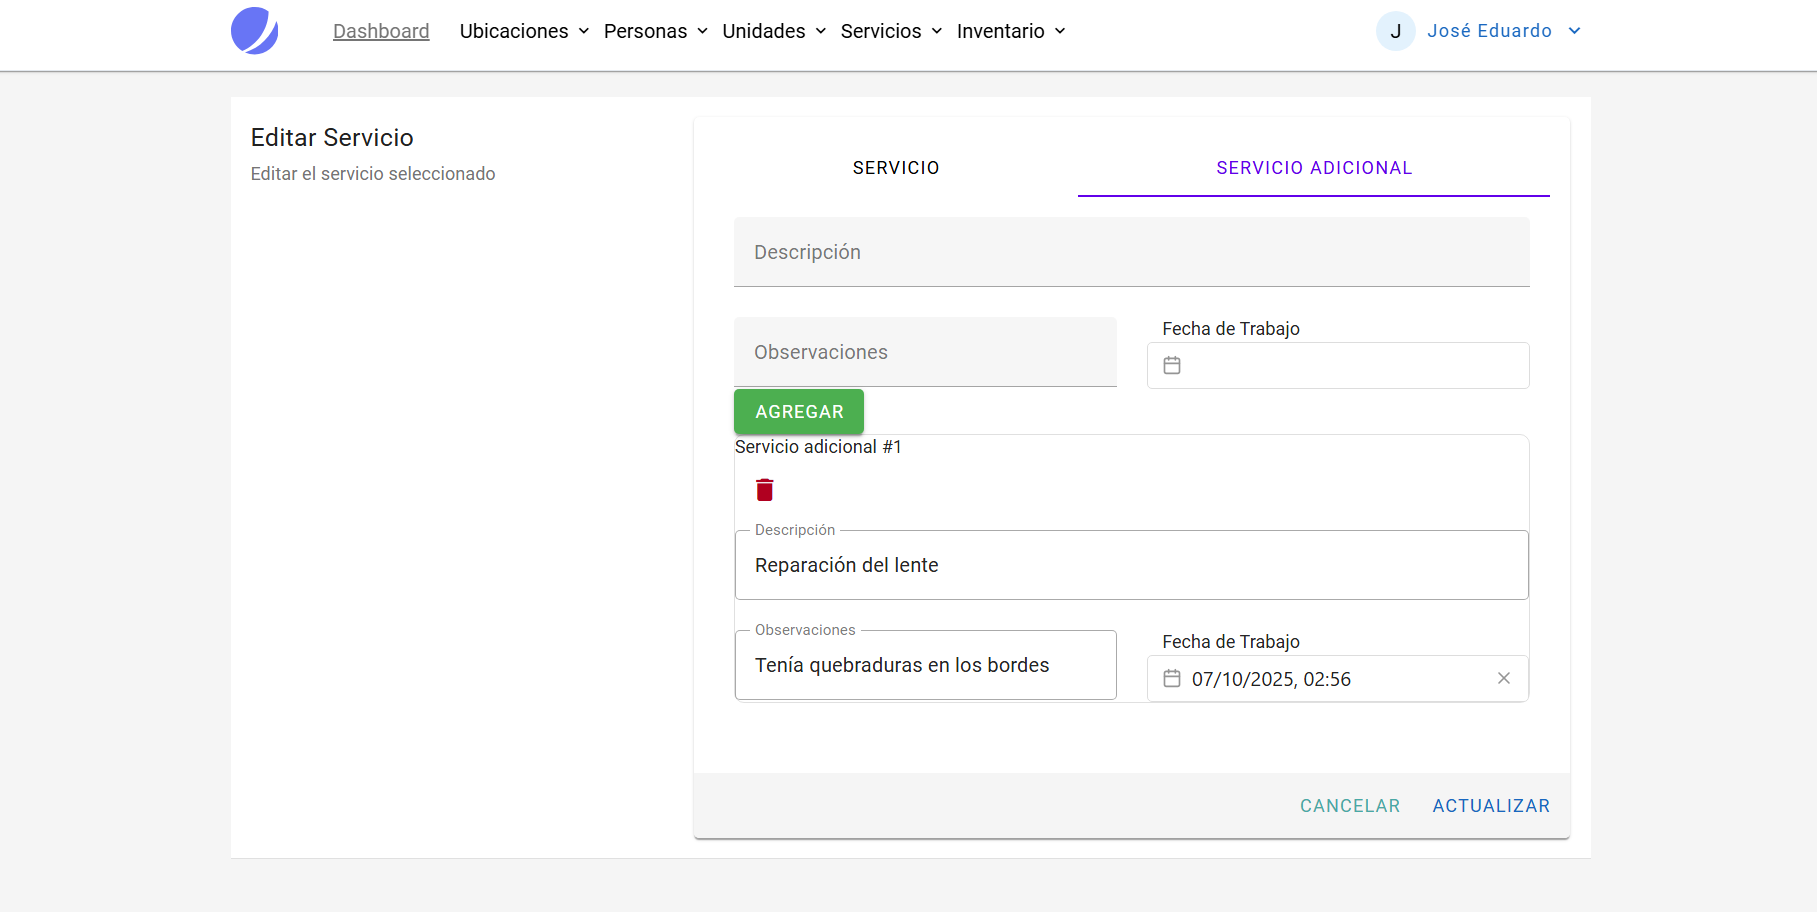 Dashboard Ubicaciones Personas Unidades Servicios Inventario J José Eduardo
Editar Servicio
Editar el servicio seleccionado
SERVICIO SERVICIO ADICIONAL
Descripción
Observaciones
Fecha de Trabajo
AGREGAR
Servicio adicional #1
Descripción
Reparación del lente
Observaciones
Tenía quebraduras en los bordes
Fecha de Trabajo
07/10/2025, 02:56
CANCELAR ACTUALIZAR